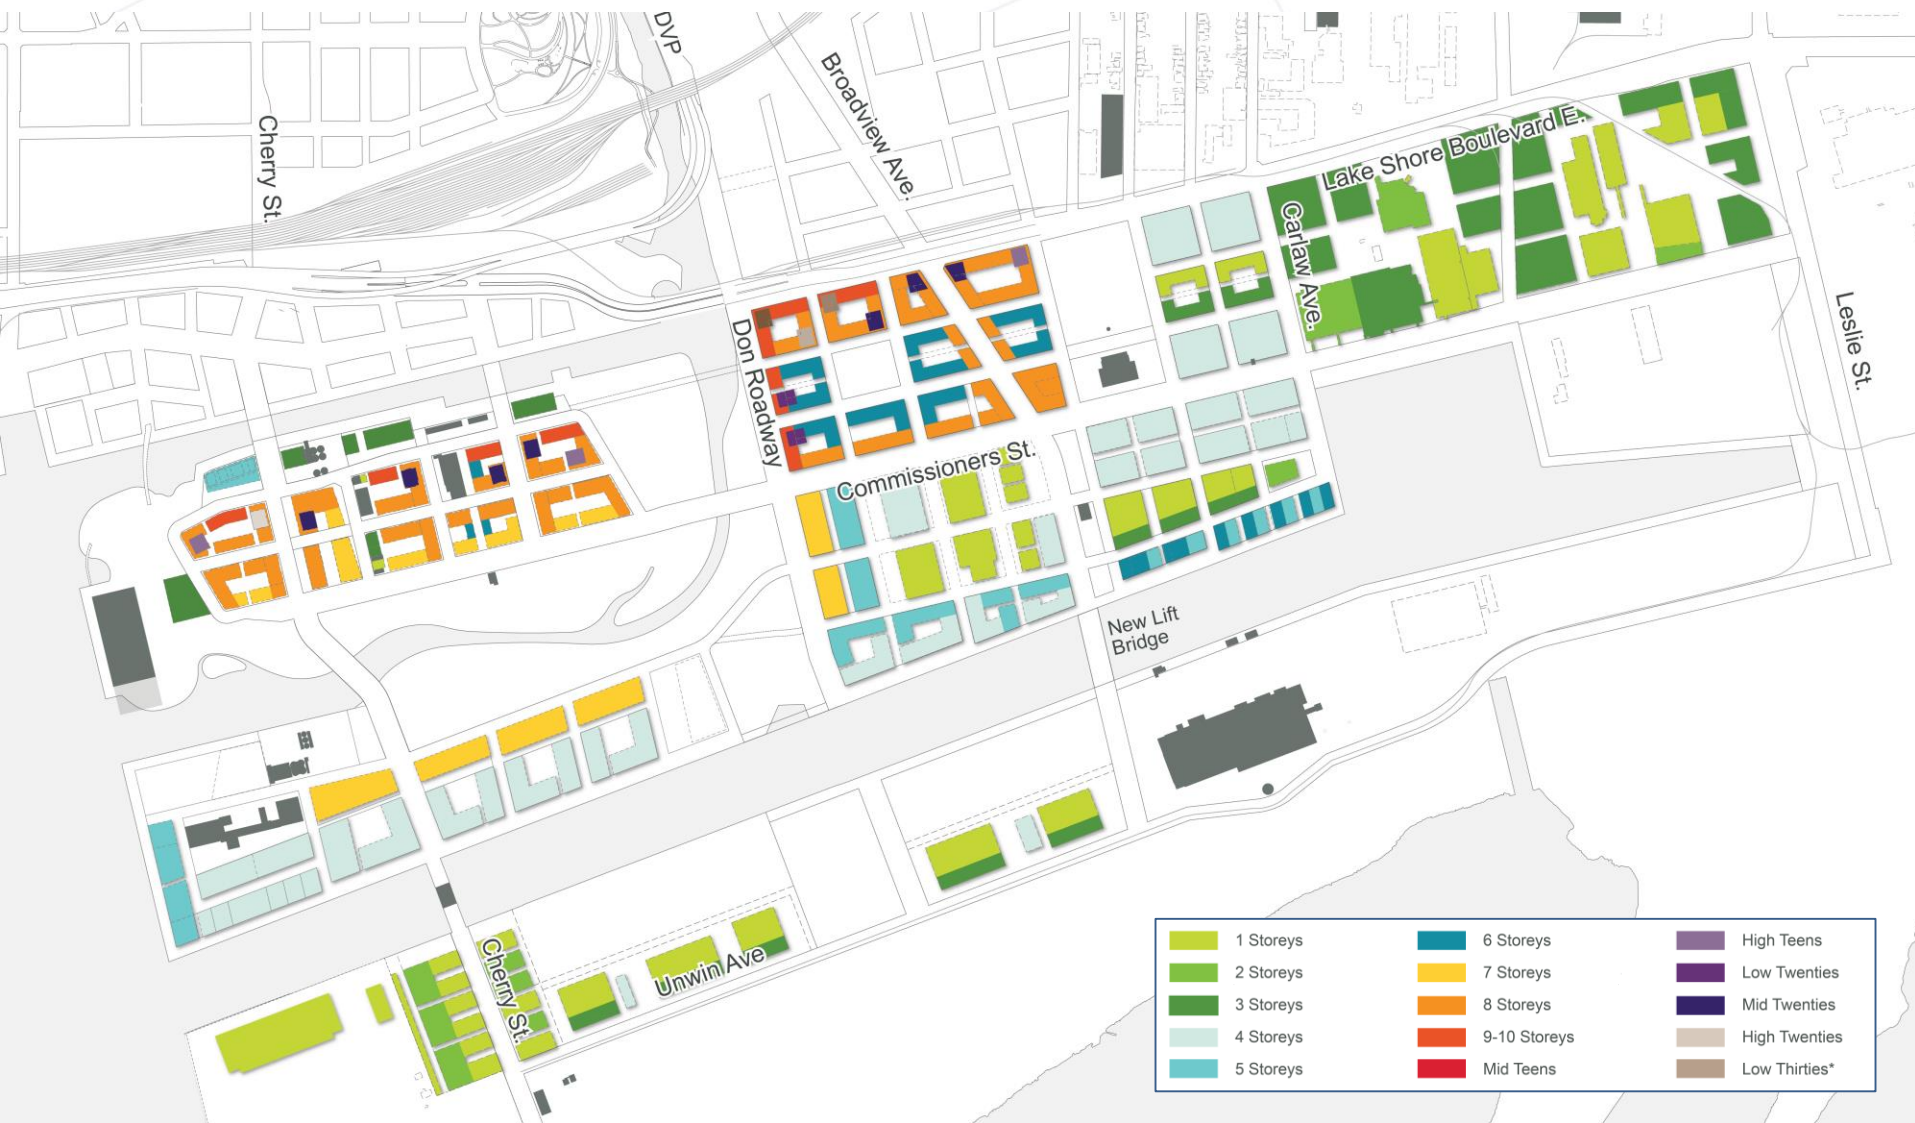 DVP
Broadview Ave.
Cherry St.
Lake Shore Boulevard E.
Carlaw Ave.
Leslie St.
Don Roadway
Commissioners St.
New Lift
Bridge
Cherry St.
Unwin Ave
1 Storeys
2 Storeys
3 Storeys
4 Storeys
5 Storeys
6 Storeys
7 Storeys
8 Storeys
9-10 Storeys
Mid Teens
High Teens
Low Twenties
Mid Twenties
High Twenties
Low Thirties*